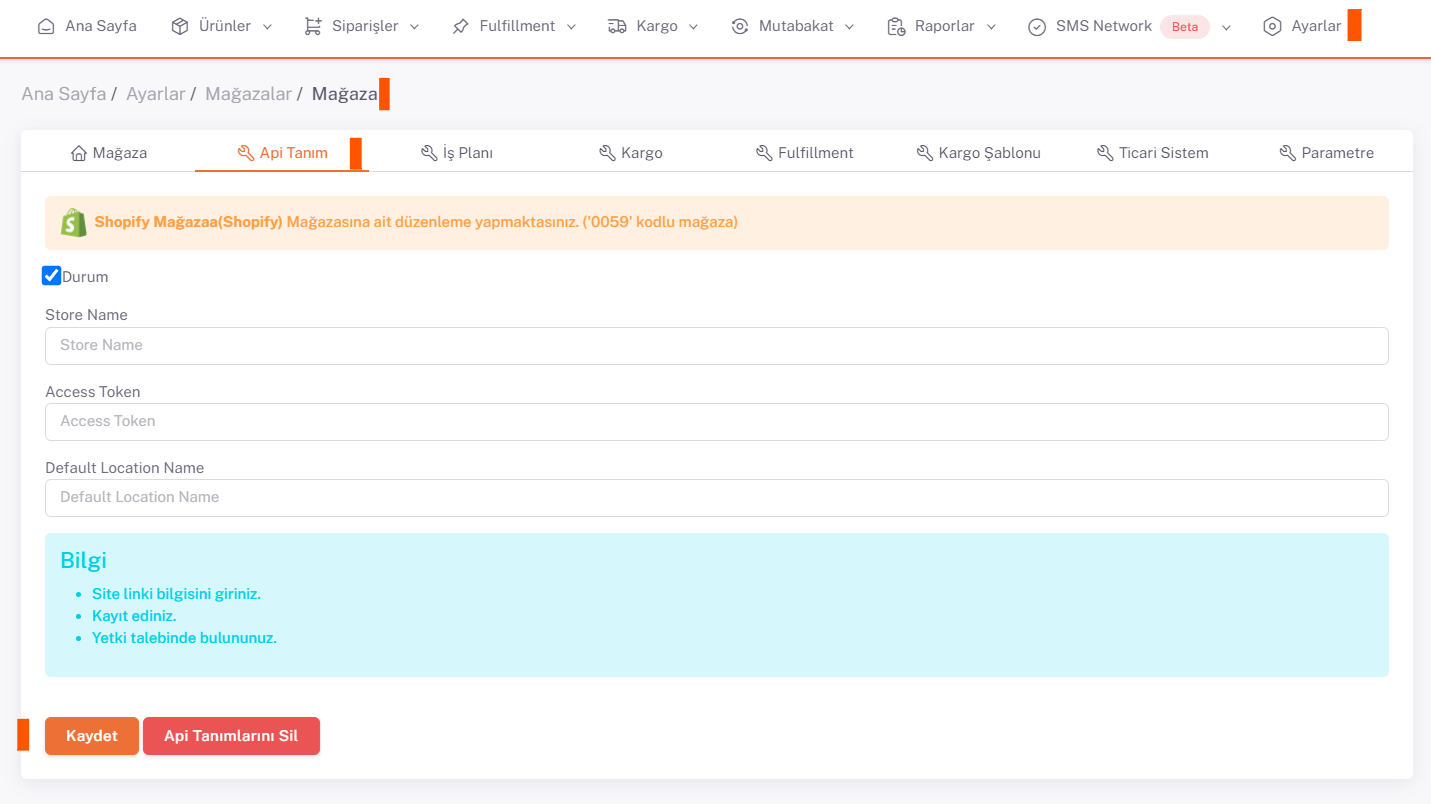 Ana Sayfa Ürünler Siparişler Fulfillment Kargo Mutabakat Raporlar SMS Network Beta Ayarlar
Ana Sayfa / Ayarlar / Mağazalar / Mağaza
Mağaza Api Tanım İş Planı Kargo Fulfillment Kargo Şablonu Ticari Sistem Parametre
Shopify Mağazaa(Shopify) Mağazasına ait düzenleme yapmaktasınız. ('0059' kodlu mağaza)
Durum
Store Name
Store Name
Access Token
Access Token
Default Location Name
Default Location Name
Bilgi
• Site linki bilgisini giriniz.
• Kayıt ediniz.
• Yetki talebinde bulununuz.
Kaydet Api Tanımlarını Sil